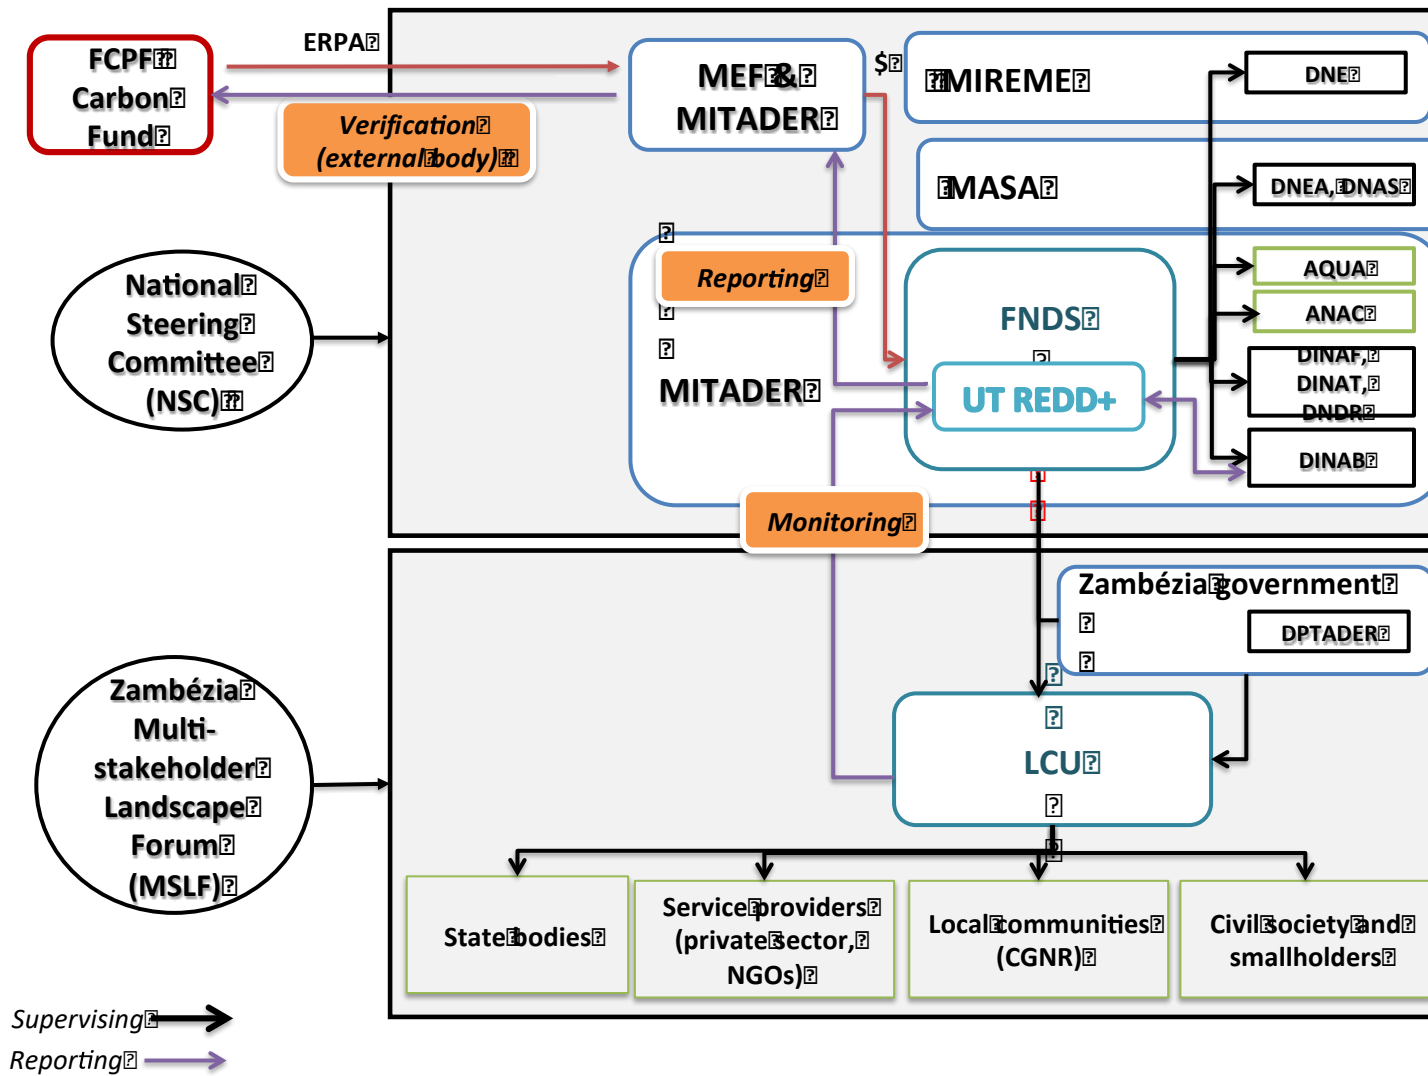 ERPA
FCPF
Carbon
Fund
Verification
(external body)
MEF &
MITADER
$
MIREME
DNE
MASA
DNEA, DNAS
National
Steering
Committee
(NSC)
Reporting
MITADER
FNDS
UT REDD+
AQUA
ANAC
DINAF,
DINAT,
DNDR
DINAB
Monitoring
Zambézia government
DPTADER
Zambézia
Multi-
stakeholder
Landscape
Forum
(MSLF)
LCU
State bodies
Service providers
(private sector,
NGOs)
Local communities
(CGNR)
Civil society and
smallholders
Supervising
Reporting